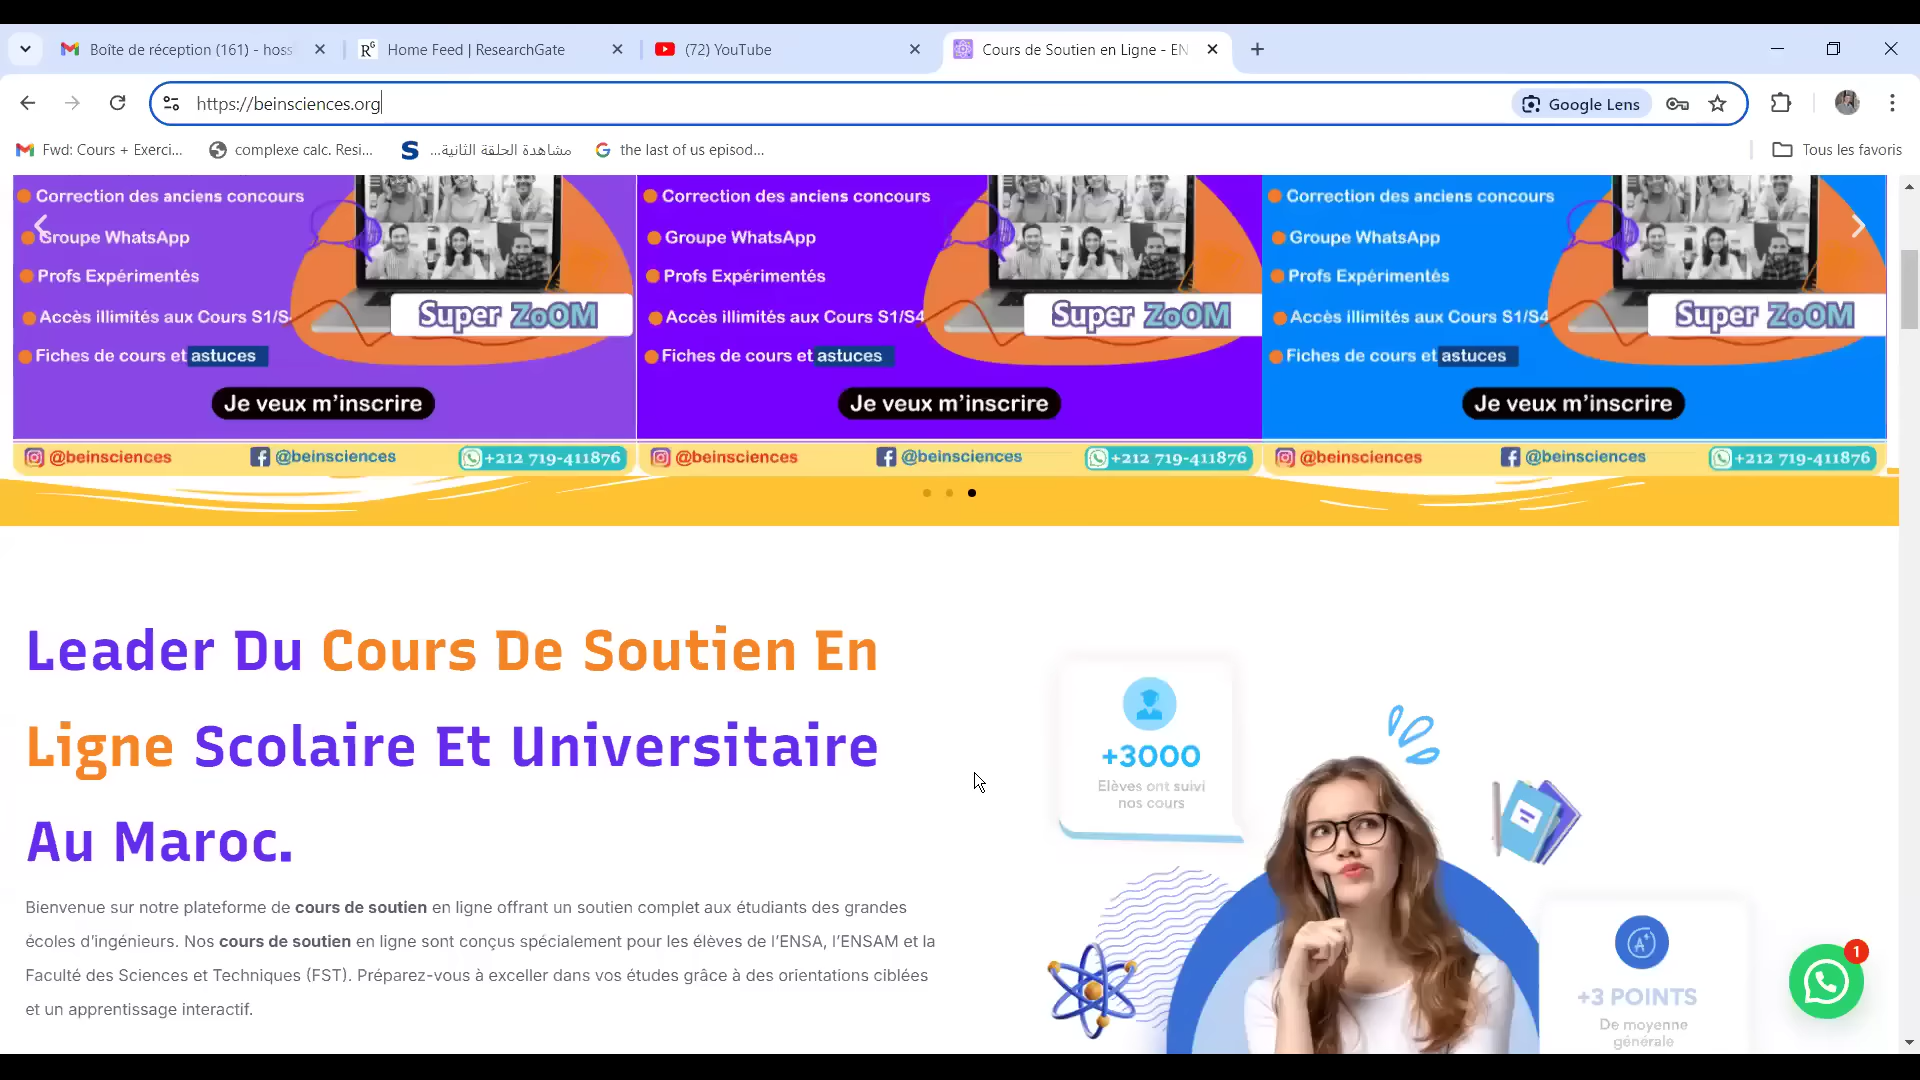 Boîte de réception (161) - hoss
Home Feed | ResearchGate
(72) YouTube
Cours de Soutien en Ligne - EN
https://beinsciences.org
Google Lens
Fwd: Cours + Exerci...
complexe calc. Resi...
مشاهدة الحلقة الثانية...
the last of us episod...
Tous les favoris
Correction des anciens concours
Groupe WhatsApp
Profs Expérimentés
Accès illimités aux Cours S1/S
Fiches de cours et astuces
Super ZoOM
Je veux m'inscrire
@beinsciences
@beinsciences
+212 719-411876
Correction des anciens concours
Groupe WhatsApp
Profs Expérimentés
Accès illimités aux Cours S1/S4
Fiches de cours et astuces
Super ZoOM
Je veux m'inscrire
@beinsciences
@beinsciences
+212 719-411876
Correction des anciens concours
Groupe WhatsApp
Profs Expérimentés
Accès illimités aux Cours S1/S4
Fiches de cours et astuces
Super ZoOM
Je veux m'inscrire
@beinsciences
@beinsciences
+212 719-411876
Leader Du Cours De Soutien En
Ligne Scolaire Et Universitaire
Au Maroc.
Bienvenue sur notre plateforme de cours de soutien en ligne offrant un soutien complet aux étudiants des grandes
écoles d'ingénieurs. Nos cours de soutien en ligne sont conçus spécialement pour les élèves de l'ENSA, l'ENSAM et la
Faculté des Sciences et Techniques (FST). Préparez-vous à exceller dans vos études grâce à des orientations ciblées
et un apprentissage interactif.
+3000
Elèves ont suivi
nos cours
A+
+3 POINTS
De moyenne
générale
1